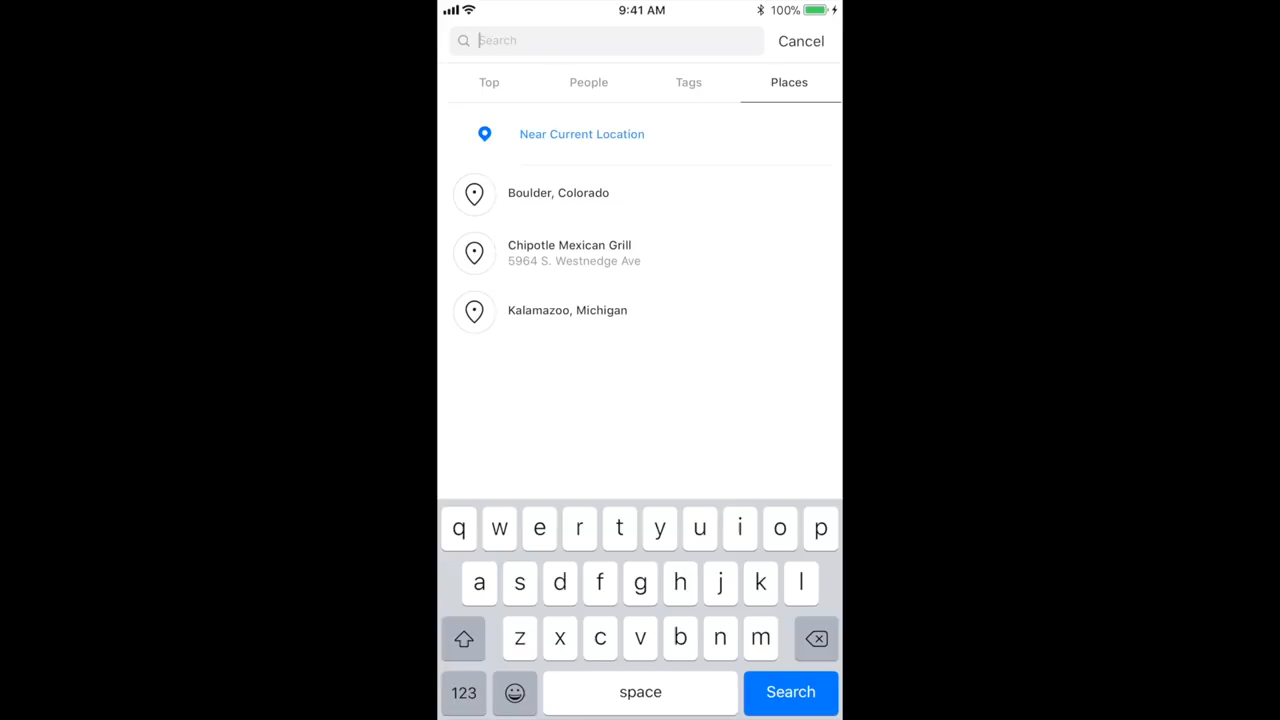 9:41 AM 100%
Search Cancel
Top People Tags Places
Near Current Location
Boulder, Colorado
Chipotle Mexican Grill
5964 S. Westnedge Ave
Kalamazoo, Michigan
q w e r t y u i o p
a s d f g h j k l
z x c v b n m
123 space Search